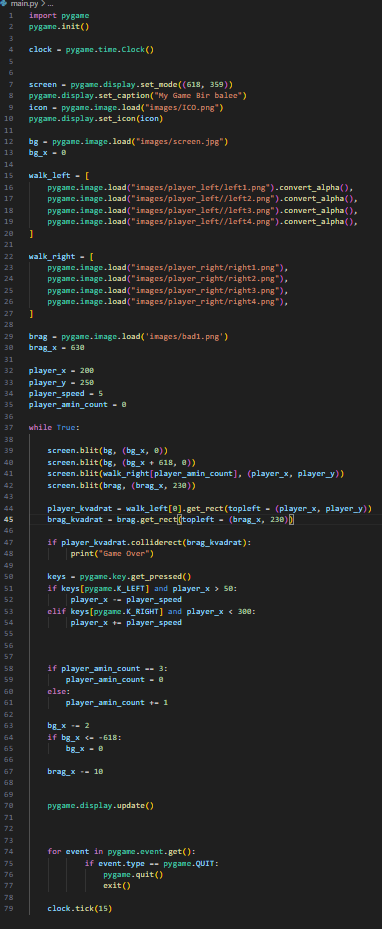 main.py > ...
1 import pygame
2 pygame.init()
3
4 clock = pygame.time.Clock()
5
6
7 screen = pygame.display.set_mode((618, 359))
8 pygame.display.set_caption("My Game Bir balee")
9 icon = pygame.image.load("images/ICO.png")
10 pygame.display.set_icon(icon)
11
12 bg = pygame.image.load("images/screen.jpg")
13 bg_x = 0
14
15 walk_left = [
16     pygame.image.load("images/player_left/left1.png").convert_alpha(),
17     pygame.image.load("images/player_left//left2.png").convert_alpha(),
18     pygame.image.load("images/player_left//left3.png").convert_alpha(),
19     pygame.image.load("images/player_left//left4.png").convert_alpha(),
20 ]
21
22 walk_right = [
23     pygame.image.load("images/player_right/right1.png"),
24     pygame.image.load("images/player_right/right2.png"),
25     pygame.image.load("images/player_right/right3.png"),
26     pygame.image.load("images/player_right/right4.png"),
27 ]
28
29 brag = pygame.image.load('images/bad1.png')
30 brag_x = 630
31
32 player_x = 200
33 player_y = 250
34 player_speed = 5
35 player_amin_count = 0
36
37 while True:
38
39     screen.blit(bg, (bg_x, 0))
40     screen.blit(bg, (bg_x + 618, 0))
41     screen.blit(walk_right[player_amin_count], (player_x, player_y))
42     screen.blit(brag, (brag_x, 230))
43
44     player_kvadrat = walk_left[0].get_rect(topleft = (player_x, player_y))
45     brag_kvadrat = brag.get_rect(topleft = (brag_x, 230))
46
47     if player_kvadrat.colliderect(brag_kvadrat):
48         print("Game Over")
49
50     keys = pygame.key.get_pressed()
51     if keys[pygame.K_LEFT] and player_x > 50:
52         player_x -= player_speed
53     elif keys[pygame.K_RIGHT] and player_x < 300:
54         player_x += player_speed
55
56
57
58     if player_amin_count == 3:
59         player_amin_count = 0
60     else:
61         player_amin_count += 1
62
63     bg_x -= 2
64     if bg_x <= -618:
65         bg_x = 0
66
67     brag_x -= 10
68
69
70     pygame.display.update()
71
72
73
74     for event in pygame.event.get():
75             if event.type == pygame.QUIT:
76                 pygame.quit()
77                 exit()
78
79     clock.tick(15)